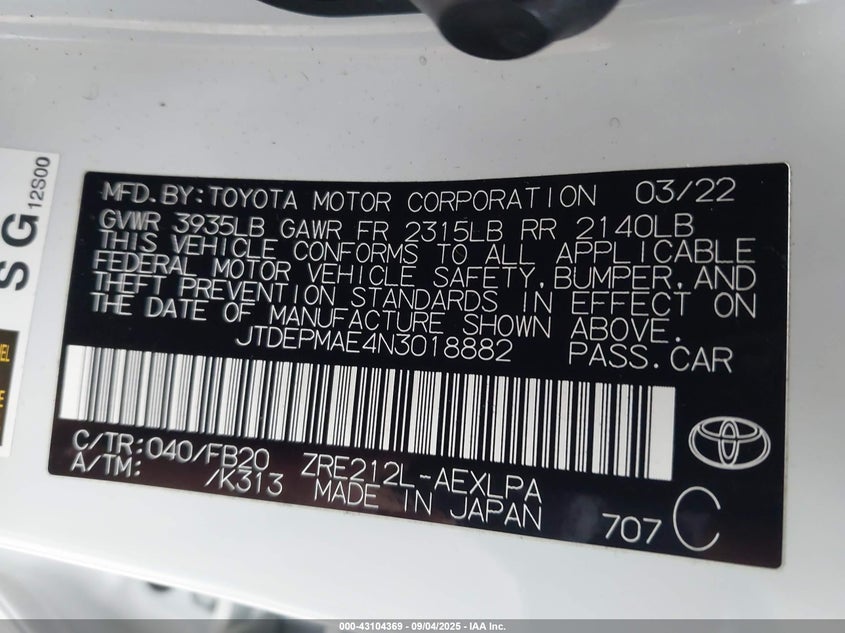 SG 12S00
MFD.BY:TOYOTA MOTOR CORPORATION 03/22
GVWR 3935LB GAWR FR 2315LB RR 2140LB
THIS VEHICLE CONFORMS TO ALL APPLICABLE
FEDERAL MOTOR VEHICLE SAFETY,BUMPER,AND
THEFT PREVENTION STANDARDS IN EFFECT ON
THE DATE OF MANUFACTURE SHOWN ABOVE.
JTDEPMAE4N3018882 PASS.CAR
C/TR:040/FB20 ZRE212L-AEXLPA
A/TM: /K313 MADE IN JAPAN
707 C
000-43104369 - 09/04/2025 - IAA Inc.